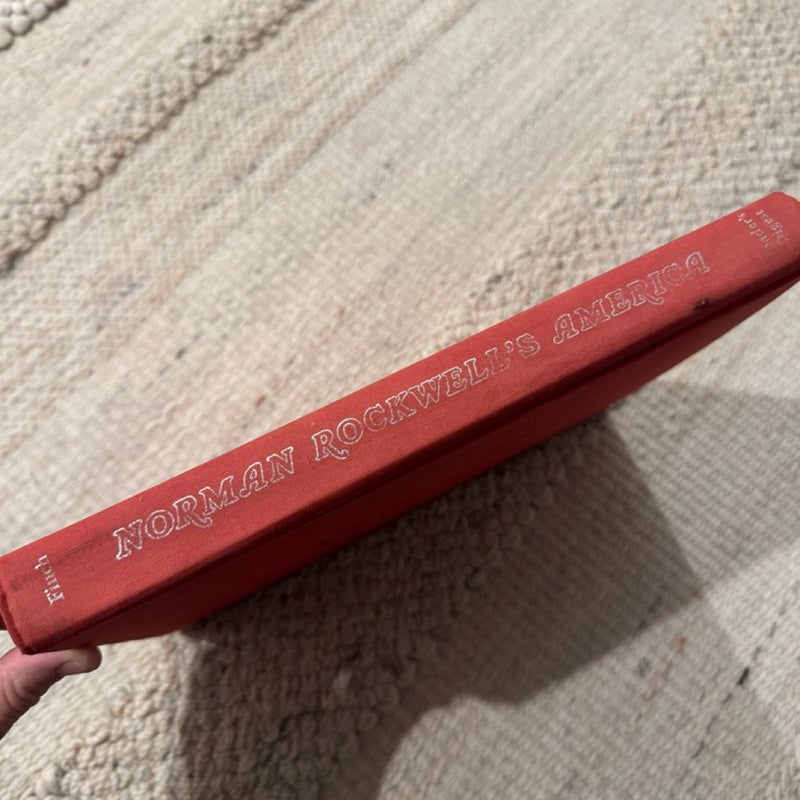 Finch
NORMAN ROCKWELL'S AMERICA
Reader's
Digest